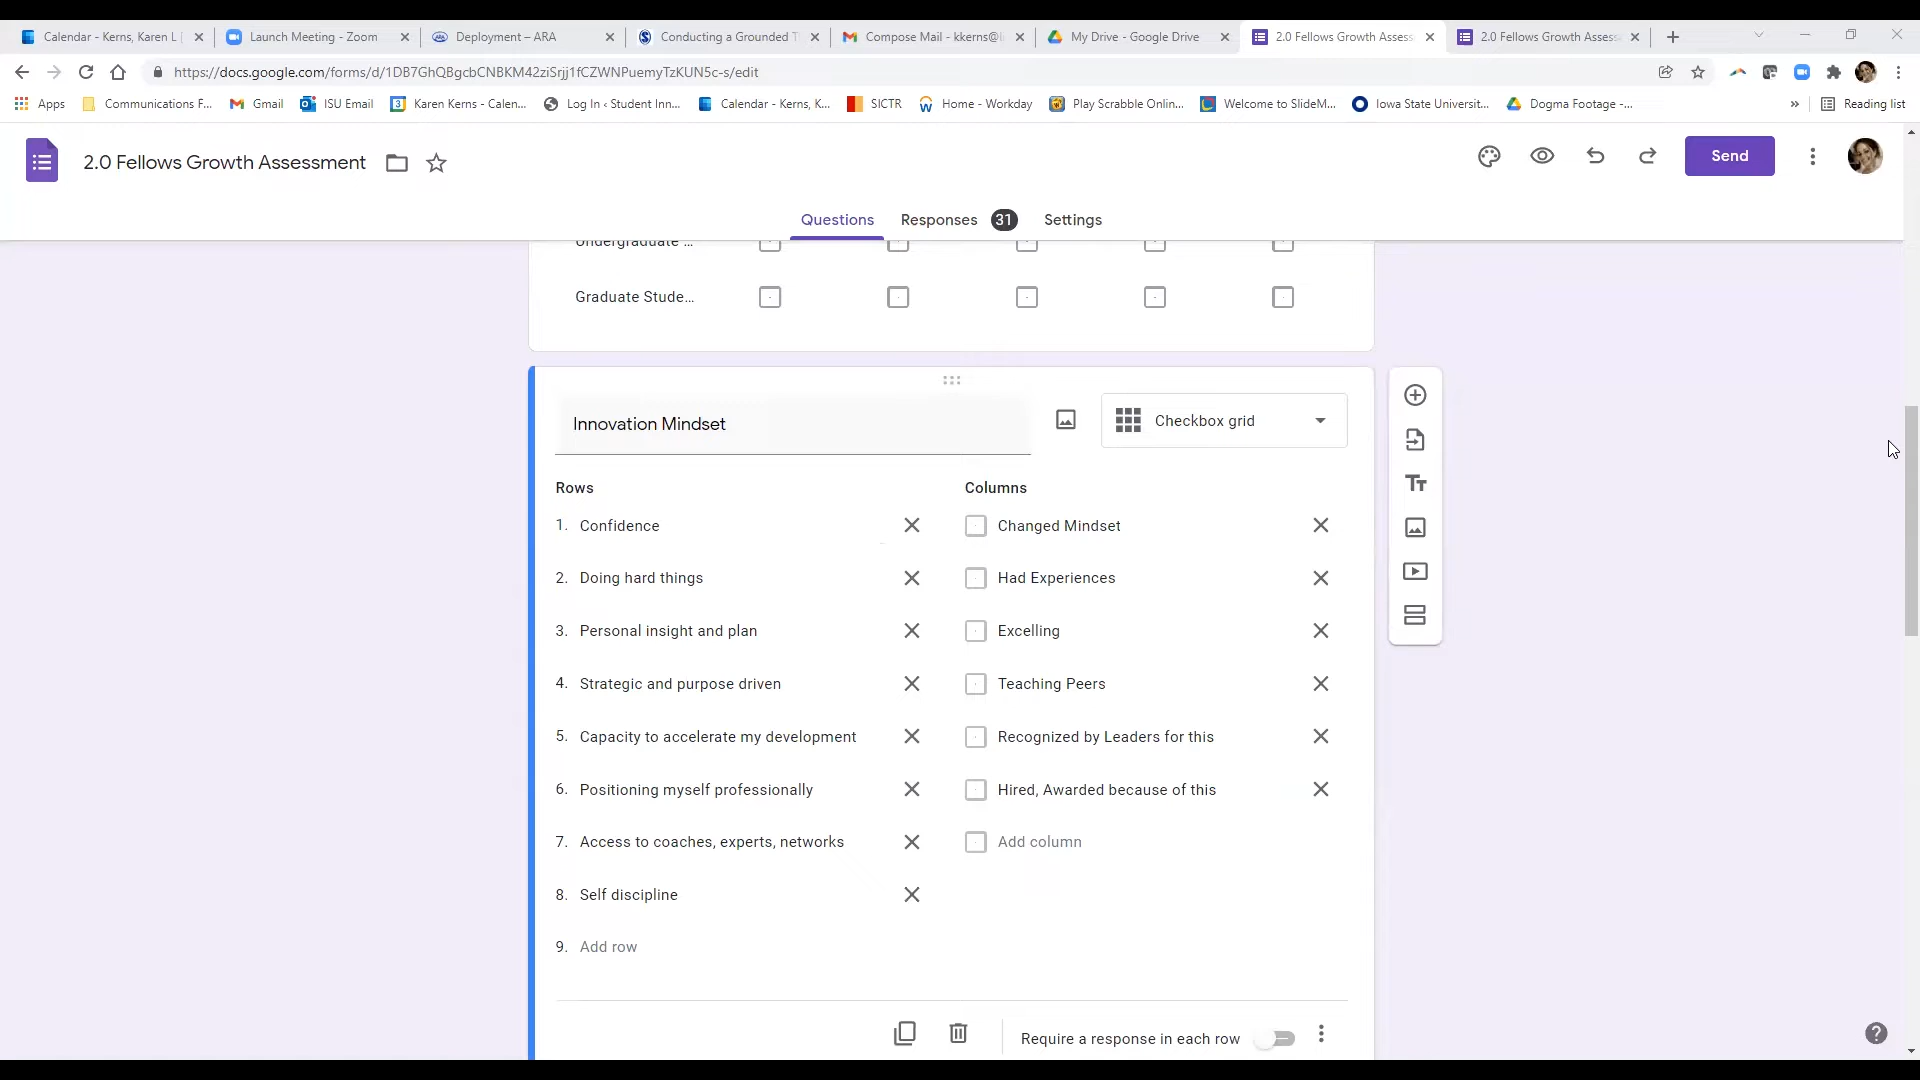 Calendar - Kerns, Karen L
Launch Meeting - Zoom
Deployment – ARA
Conducting a Grounded T
Compose Mail - kkerns@i
My Drive - Google Drive
2.0 Fellows Growth Assess
2.0 Fellows Growth Assess
https://docs.google.com/forms/d/1DB7GhQBgcbCNBKM42ziSrjj1fCZWNPuemyTzKUN5c-s/edit
Apps
Communications F...
Gmail
ISU Email
Karen Kerns - Calen...
Log In ‹ Student Inn...
Calendar - Kerns, K...
SICTR
Home - Workday
Play Scrabble Onlin...
Welcome to SlideM...
Iowa State Universit...
Dogma Footage -...
»
Reading list
2.0 Fellows Growth Assessment
Send
Questions
Responses 31
Settings
Undergraduate ...
Graduate Stude...
Innovation Mindset
Checkbox grid
Rows
Columns
1. Confidence
Changed Mindset
2. Doing hard things
Had Experiences
3. Personal insight and plan
Excelling
4. Strategic and purpose driven
Teaching Peers
5. Capacity to accelerate my development
Recognized by Leaders for this
6. Positioning myself professionally
Hired, Awarded because of this
7. Access to coaches, experts, networks
Add column
8. Self discipline
9. Add row
Require a response in each row